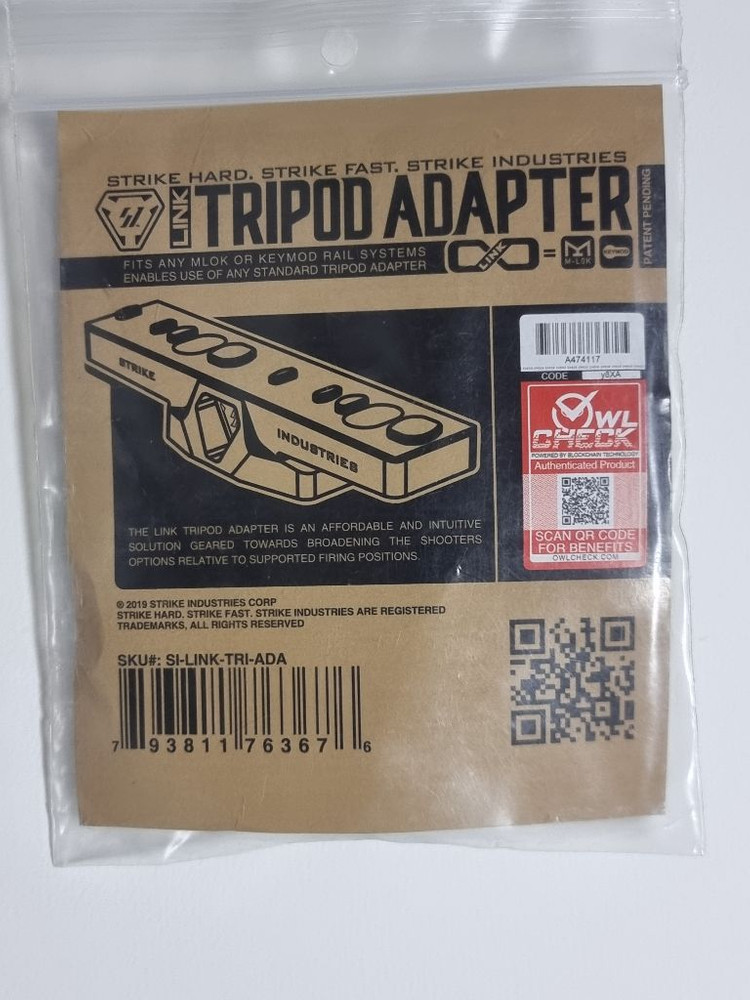 STRIKE HARD. STRIKE FAST. STRIKE INDUSTRIES
LINK
TRIPOD ADAPTER
PATENT PENDING
FITS ANY MLOK OR KEYMOD RAIL SYSTEMS
ENABLES USE OF ANY STANDARD TRIPOD ADAPTER
LINK = M-LOK KEYMOD
STRIKE
INDUSTRIES
A474117
CODE y8XA
OWL
CHECK
POWERED BY BLOCKCHAIN TECHNOLOGY
Authenticated Product
SCAN QR CODE
FOR BENEFITS
OWLCHECK.COM
THE LINK TRIPOD ADAPTER IS AN AFFORDABLE AND INTUITIVE
SOLUTION GEARED TOWARDS BROADENING THE SHOOTERS
OPTIONS RELATIVE TO SUPPORTED FIRING POSITIONS.
® 2019 STRIKE INDUSTRIES CORP
STRIKE HARD. STRIKE FAST. STRIKE INDUSTRIES ARE REGISTERED
TRADEMARKS, ALL RIGHTS RESERVED
SKU#: SI-LINK-TRI-ADA
7 93811 76367 6